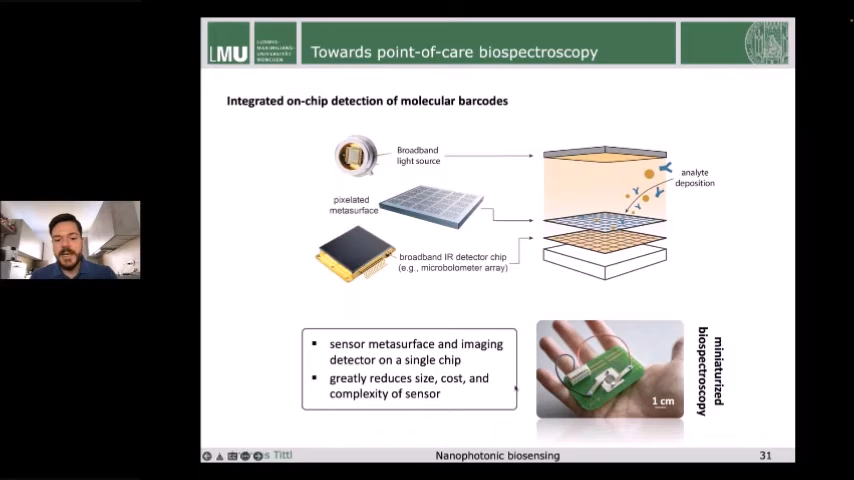 LMU
LUDWIG-
MAXIMILIANS-
UNIVERSITÄT
MÜNCHEN
Towards point-of-care biospectroscopy
Integrated on-chip detection of molecular barcodes
Broadband
light source
analyte
deposition
pixelated
metasurface
broadband IR detector chip
(e.g., microbolometer array)
▪ sensor metasurface and imaging
detector on a single chip
▪ greatly reduces size, cost, and
complexity of sensor
1 cm
miniaturized
biospectroscopy
Tittl
Nanophotonic biosensing
31